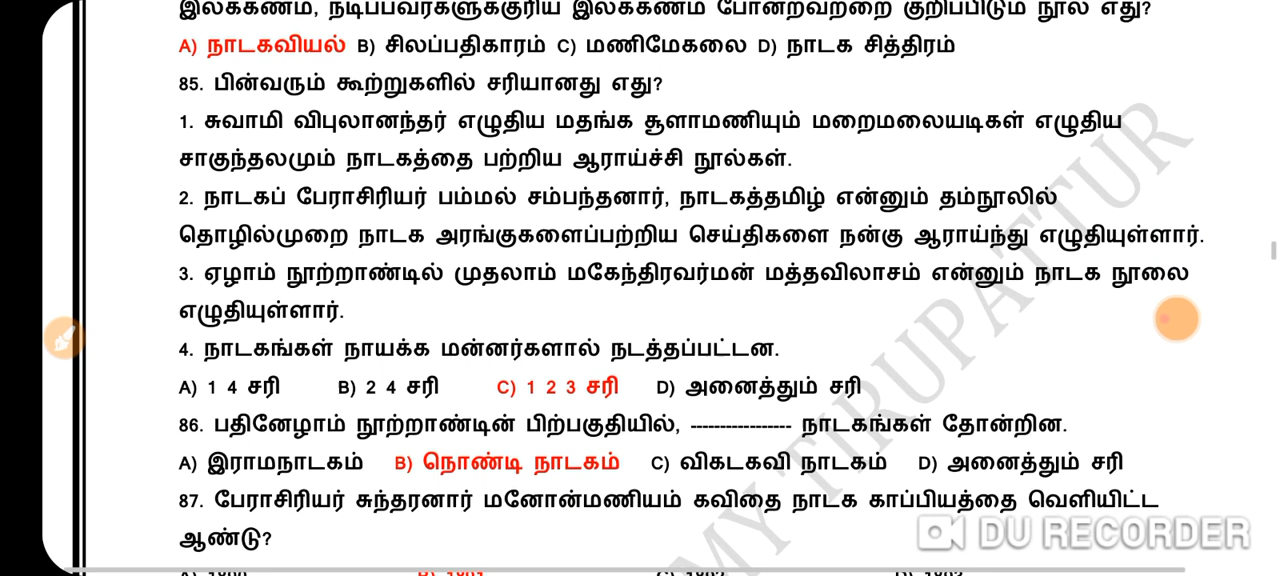 இலக்கணம், நடிப்பவர்களுக்குரிய இலக்கணம் போன்றவற்றை குறிப்பிடும் நூல் எது?
A) நாடகவியல் B) சிலப்பதிகாரம் C) மணிமேகலை D) நாடக சித்திரம்
85. பின்வரும் கூற்றுகளில் சரியானது எது?
1. சுவாமி விபுலானந்தர் எழுதிய மதங்க சூளாமணியும் மறைமலையடிகள் எழுதிய
சாகுந்தலமும் நாடகத்தை பற்றிய ஆராய்ச்சி நூல்கள்.
2. நாடகப் பேராசிரியர் பம்மல் சம்பந்தனார், நாடகத்தமிழ் என்னும் தம்நூலில்
தொழில்முறை நாடக அரங்குகளைப்பற்றிய செய்திகளை நன்கு ஆராய்ந்து எழுதியுள்ளார்.
3. ஏழாம் நூற்றாண்டில் முதலாம் மகேந்திரவர்மன் மத்தவிலாசம் என்னும் நாடக நூலை
எழுதியுள்ளார்.
4. நாடகங்கள் நாயக்க மன்னர்களால் நடத்தப்பட்டன.
A) 1 4 சரி B) 2 4 சரி C) 1 2 3 சரி D) அனைத்தும் சரி
86. பதினேழாம் நூற்றாண்டின் பிற்பகுதியில், ----------------- நாடகங்கள் தோன்றின.
A) இராமநாடகம் B) நொண்டி நாடகம் C) விகடகவி நாடகம் D) அனைத்தும் சரி
87. பேராசிரியர் சுந்தரனார் மனோன்மணியம் கவிதை நாடக காப்பியத்தை வெளியிட்ட
ஆண்டு?
MY TIRUPATTUR
DU RECORDER